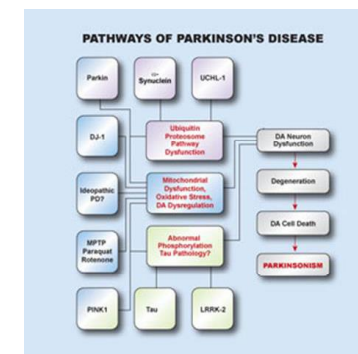 PATHWAYS OF PARKINSON'S DISEASE
Parkin
α-
Synuclein
UCHL-1
DJ-1
Ubiquitin
Proteosome
Pathway
Dysfunction
DA Neuron
Dysfunction
Ideopathic
PD?
Mitochondrial
Dysfunction,
Oxidative Stress,
DA Dysregulation
Degeneration
MPTP
Paraquat
Rotenone
Abnormal
Phosphorylation
Tau Pathology?
DA Cell Death
PARKINSONISM
PINK1
Tau
LRRK-2